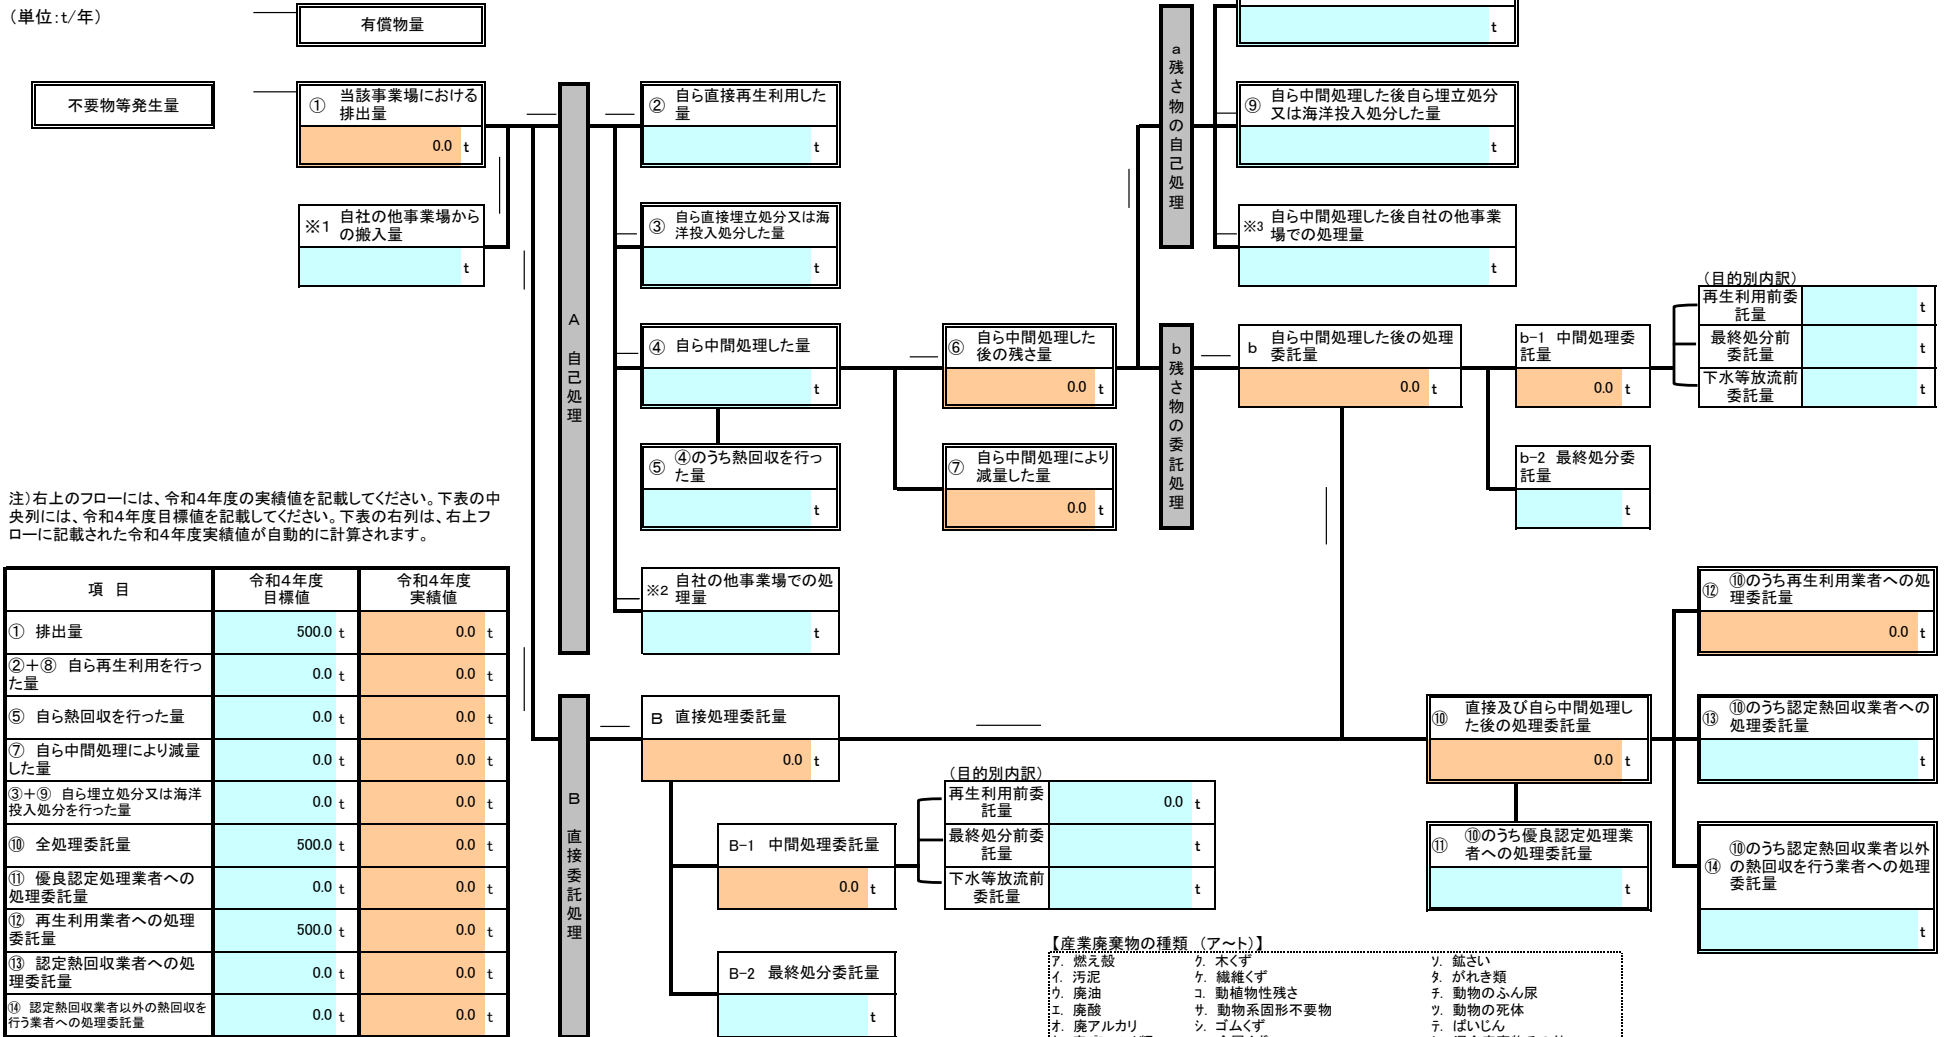 (単位:t/年)
有償物量
t
不要物等発生量
① 当該事業場における
排出量
0.0 t
※1 自社の他事業場から
の搬入量
t
A 自己処理
② 自ら直接再生利用した
量
t
③ 自ら直接埋立処分又は海
洋投入処分した量
t
④ 自ら中間処理した量
t
⑤ ④のうち熱回収を行っ
た量
t
※2 自社の他事業場での処
理量
t
⑥ 自ら中間処理した
後の残さ量
0.0 t
⑦ 自ら中間処理により
減量した量
0.0 t
a 残さ物の自己処理
⑨ 自ら中間処理した後自ら埋立処分
又は海洋投入処分した量
t
※3 自ら中間処理した後自社の他事業
場での処理量
t
b 残さ物の委託処理
b 自ら中間処理した後の処理
委託量
0.0 t
b-1 中間処理委
託量
0.0 t
b-2 最終処分委
託量
t
(目的別内訳)
再生利用前委
託量
t
最終処分前
委託量
t
下水等放流前
委託量
t
注)右上のフローには、令和4年度の実績値を記載してください。下表の中
央列には、令和4年度目標値を記載してください。下表の右列は、右上フ
ローに記載された令和4年度実績値が自動的に計算されます。
項 目
令和4年度
目標値
令和4年度
実績値
① 排出量 500.0 t 0.0 t
②+⑧ 自ら再生利用を行っ
た量 0.0 t 0.0 t
⑤ 自ら熱回収を行った量 0.0 t 0.0 t
⑦ 自ら中間処理により減量
した量 0.0 t 0.0 t
③+⑨ 自ら埋立処分又は海洋
投入処分を行った量 0.0 t 0.0 t
⑩ 全処理委託量 500.0 t 0.0 t
⑪ 優良認定処理業者への
処理委託量 0.0 t 0.0 t
⑫ 再生利用業者への処理
委託量 500.0 t 0.0 t
⑬ 認定熱回収業者への処
理委託量 0.0 t 0.0 t
⑭ 認定熱回収業者以外の熱回収を
行う業者への処理委託量 0.0 t 0.0 t
B 直接委託処理
B 直接処理委託量
0.0 t
B-1 中間処理委託量
0.0 t
B-2 最終処分委託量
t
(目的別内訳)
再生利用前委
託量
0.0 t
最終処分前委
託量
t
下水等放流前
委託量
t
⑩ 直接及び自ら中間処理し
た後の処理委託量
0.0 t
⑪ ⑩のうち優良認定処理業
者への処理委託量
t
⑫ ⑩のうち再生利用業者への処
理委託量
0.0 t
⑬ ⑩のうち認定熱回収業者への
処理委託量
t
⑭ ⑩のうち認定熱回収業者以外
の熱回収を行う業者への処理
委託量
t
【産業廃棄物の種類 (ア~ト)】
ア. 燃え殻 ク. 木くず ソ. 鉱さい
イ. 汚泥 ケ. 繊維くず タ. がれき類
ウ. 廃油 コ. 動植物性残さ チ. 動物のふん尿
エ. 廃酸 サ. 動物系固形不要物 ツ. 動物の死体
オ. 廃アルカリ シ. ゴムくず テ. ばいじん